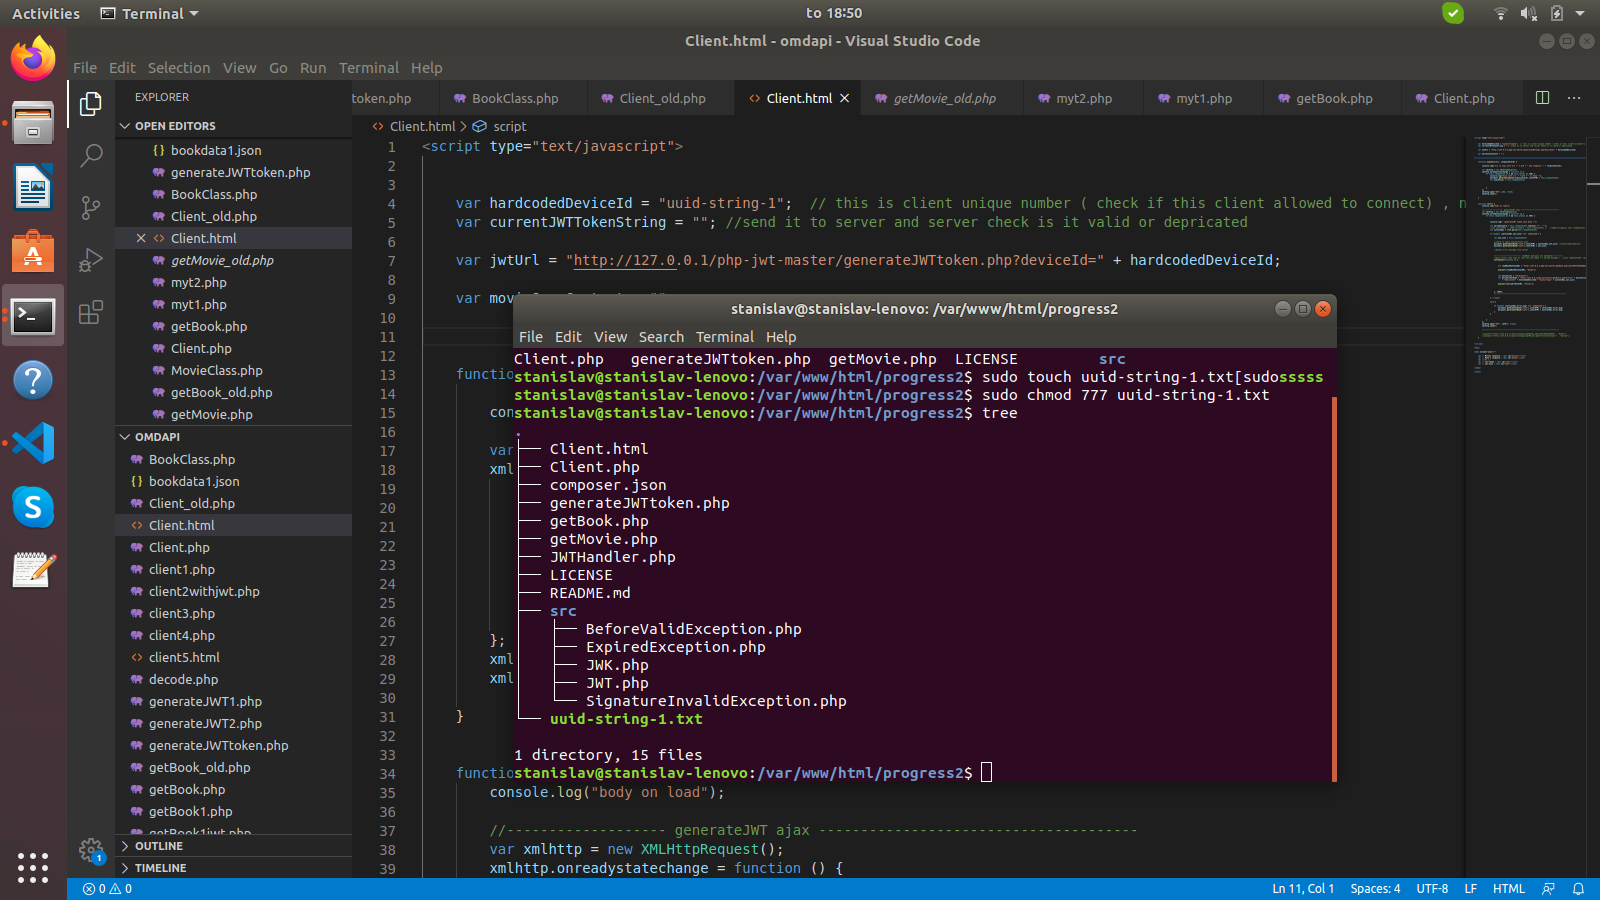 Activities
Terminal
to 18:50
Client.html - omdapi - Visual Studio Code
File Edit Selection View Go Run Terminal Help
EXPLORER
OPEN EDITORS
{} bookdata1.json
generateJWTtoken.php
BookClass.php
Client_old.php
Client.html
getMovie_old.php
myt2.php
myt1.php
getBook.php
Client.php
MovieClass.php
getBook_old.php
getMovie.php
OMDAPI
BookClass.php
{} bookdata1.json
Client_old.php
Client.html
Client.php
client1.php
client2withjwt.php
client3.php
client4.php
client5.html
decode.php
generateJWT1.php
generateJWT2.php
generateJWTtoken.php
getBook_old.php
getBook.php
getBook1.php
getBook1jwt.php
OUTLINE
TIMELINE
token.php BookClass.php Client_old.php Client.html getMovie_old.php myt2.php myt1.php getBook.php Client.php
Client.html > script
1 <script type="text/javascript">
2
3
4 var hardcodedDeviceId = "uuid-string-1"; // this is client unique number ( check if this client allowed to connect) , n
5 var currentJWTTokenString = ""; //send it to server and server check is it valid or depricated
6
7 var jwtUrl = "http://127.0.0.1/php-jwt-master/generateJWTtoken.php?deviceId=" + hardcodedDeviceId;
8
9 var movi
10
11
12
13 function
14
15 con
16
17 var
18 xml
19
20
21
22
23
24
25
26
27 };
28 xml
29 xml
30
31 }
32
33
34 function
35 console.log("body on load");
36
37 //------------------- generateJWT ajax --------------------------------------
38 var xmlhttp = new XMLHttpRequest();
39 xmlhttp.onreadystatechange = function () {
stanislav@stanislav-lenovo: /var/www/html/progress2
File Edit View Search Terminal Help
Client.php generateJWTtoken.php getMovie.php LICENSE src
stanislav@stanislav-lenovo:/var/www/html/progress2$ sudo touch uuid-string-1.txt[sudosssss
stanislav@stanislav-lenovo:/var/www/html/progress2$ sudo chmod 777 uuid-string-1.txt
stanislav@stanislav-lenovo:/var/www/html/progress2$ tree
.
├── Client.html
├── Client.php
├── composer.json
├── generateJWTtoken.php
├── getBook.php
├── getMovie.php
├── JWTHandler.php
├── LICENSE
├── README.md
├── src
│   ├── BeforeValidException.php
│   ├── ExpiredException.php
│   ├── JWK.php
│   ├── JWT.php
│   └── SignatureInvalidException.php
└── uuid-string-1.txt
1 directory, 15 files
stanislav@stanislav-lenovo:/var/www/html/progress2$
1
0 0
Ln 11, Col 1 Spaces: 4 UTF-8 LF HTML